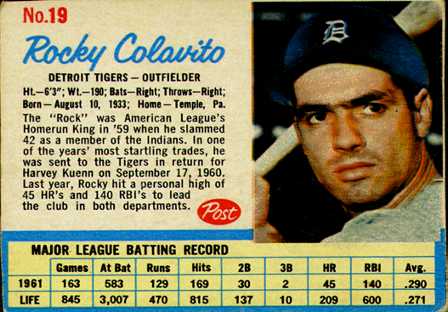 No.19
Rocky Colavito
DETROIT TIGERS — OUTFIELDER
Ht.—6'3"; Wt.—190; Bats—Right; Throws—Right;
Born—August 10, 1933; Home—Temple, Pa.
The "Rock" was American League's
Homerun King in '59 when he slammed
42 as a member of the Indians. In one
of the years' most startling trades, he
was sent to the Tigers in return for
Harvey Kuenn on September 17, 1960.
Last year, Rocky hit a personal high of
45 HR's and 140 RBI's to lead
the club in both departments.
Post
D
MAJOR LEAGUE BATTING RECORD
Games At Bat Runs Hits 2B 3B HR RBI Avg.
1961 163 583 129 169 30 2 45 140 .290
LIFE 845 3,007 470 815 137 10 209 600 .271